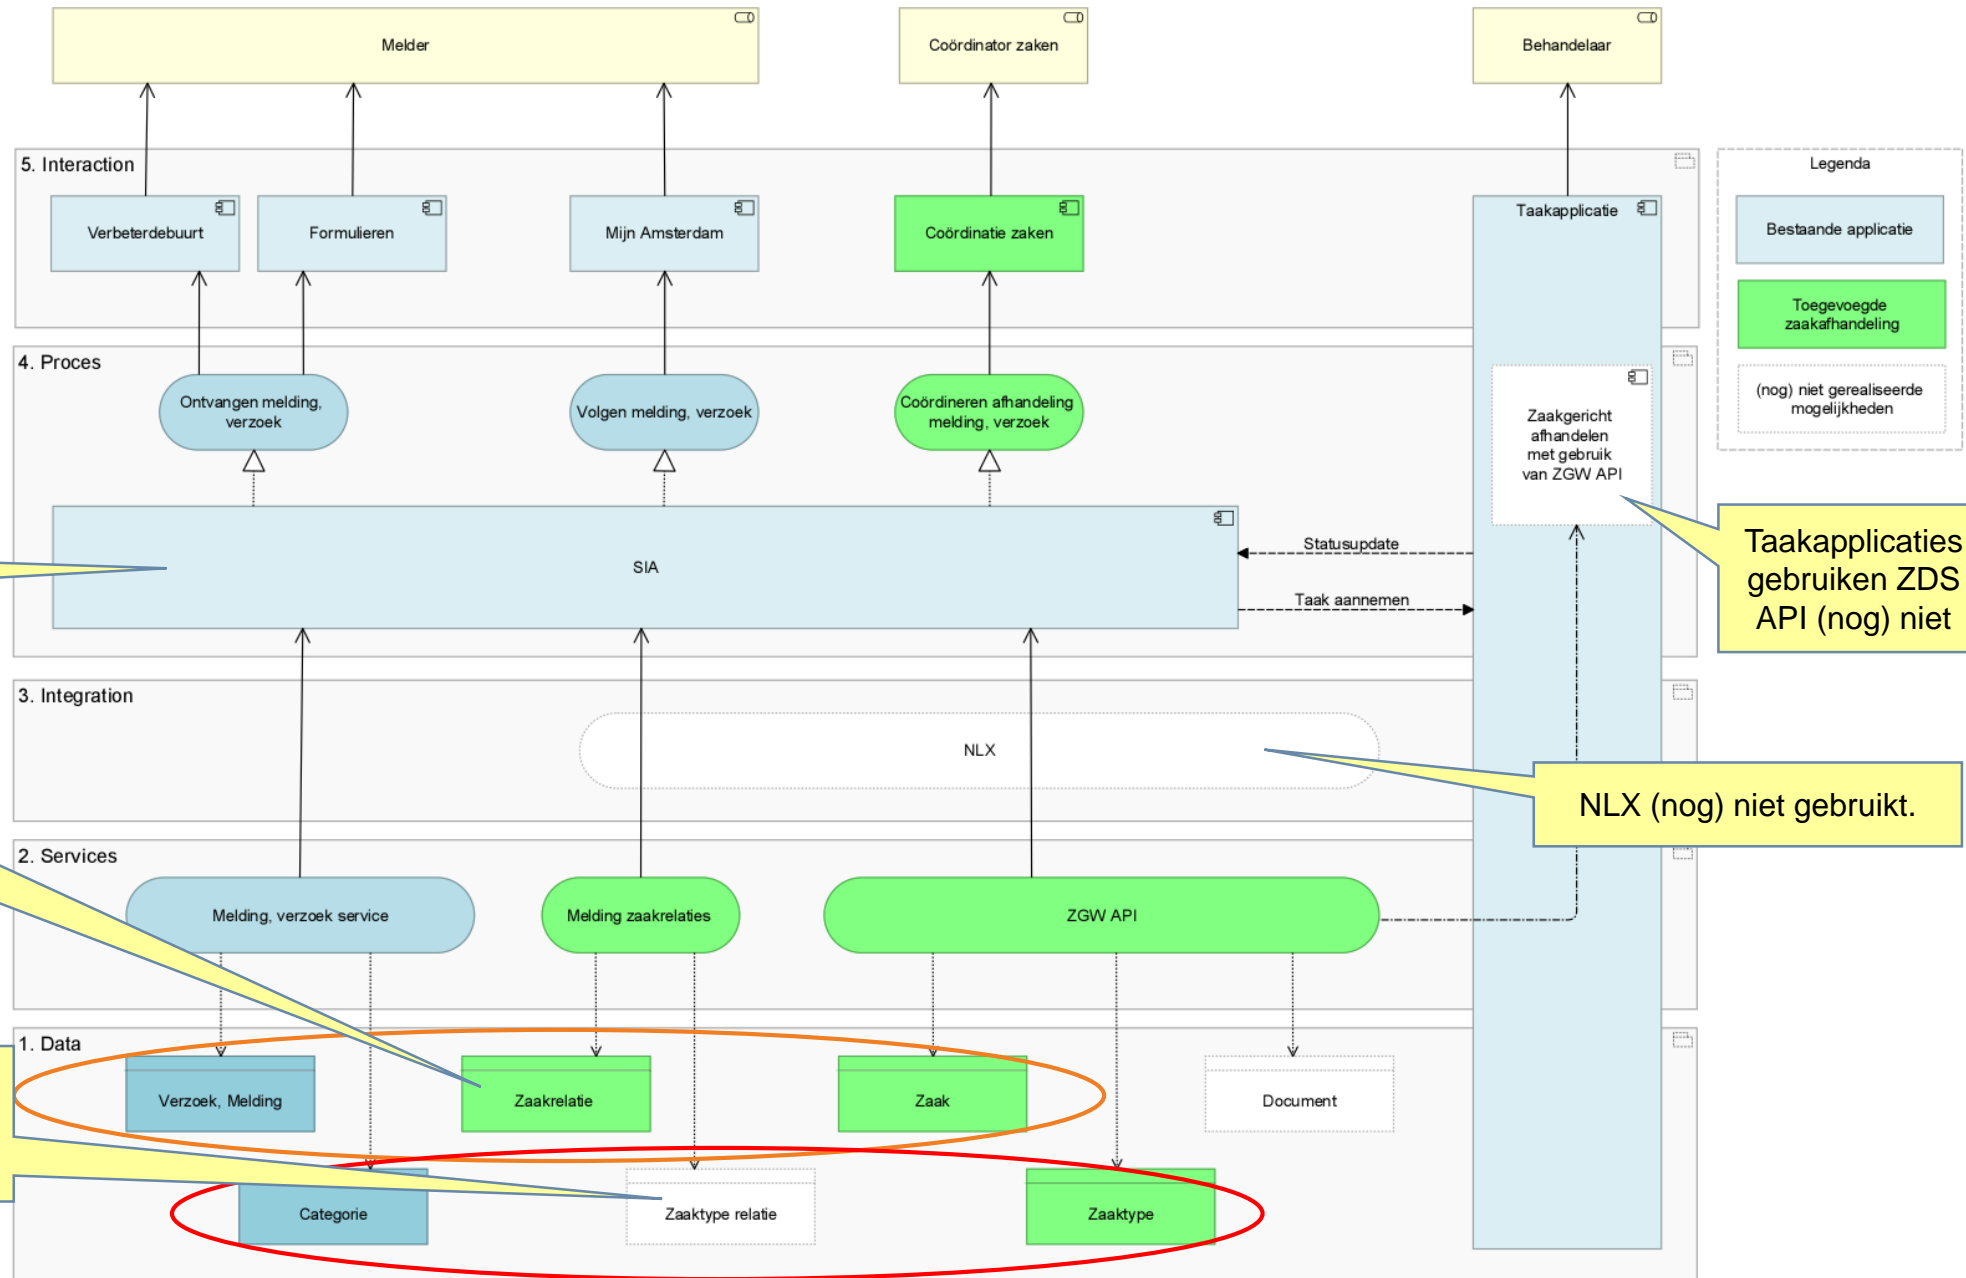 Melder
Coördinator zaken
Behandelaar
5. Interaction
Verbeterdebuurt
Formulieren
Mijn Amsterdam
Coördinatie zaken
Taakapplicatie
Legenda
Bestaande applicatie
Toegevoegde
zaakafhandeling
(nog) niet gerealiseerde
mogelijkheden
4. Proces
Ontvangen melding,
verzoek
Volgen melding, verzoek
Coördineren afhandeling
melding, verzoek
Zaakgericht
afhandelen
met gebruik
van ZGW API
SIA
Statusupdate
Taak aannemen
Taakapplicaties
gebruiken ZDS
API (nog) niet
3. Integration
NLX
NLX (nog) niet gebruikt.
2. Services
Melding, verzoek service
Melding zaakrelaties
ZGW API
1. Data
Verzoek, Melding
Zaakrelatie
Zaak
Document
Categorie
Zaaktype relatie
Zaaktype